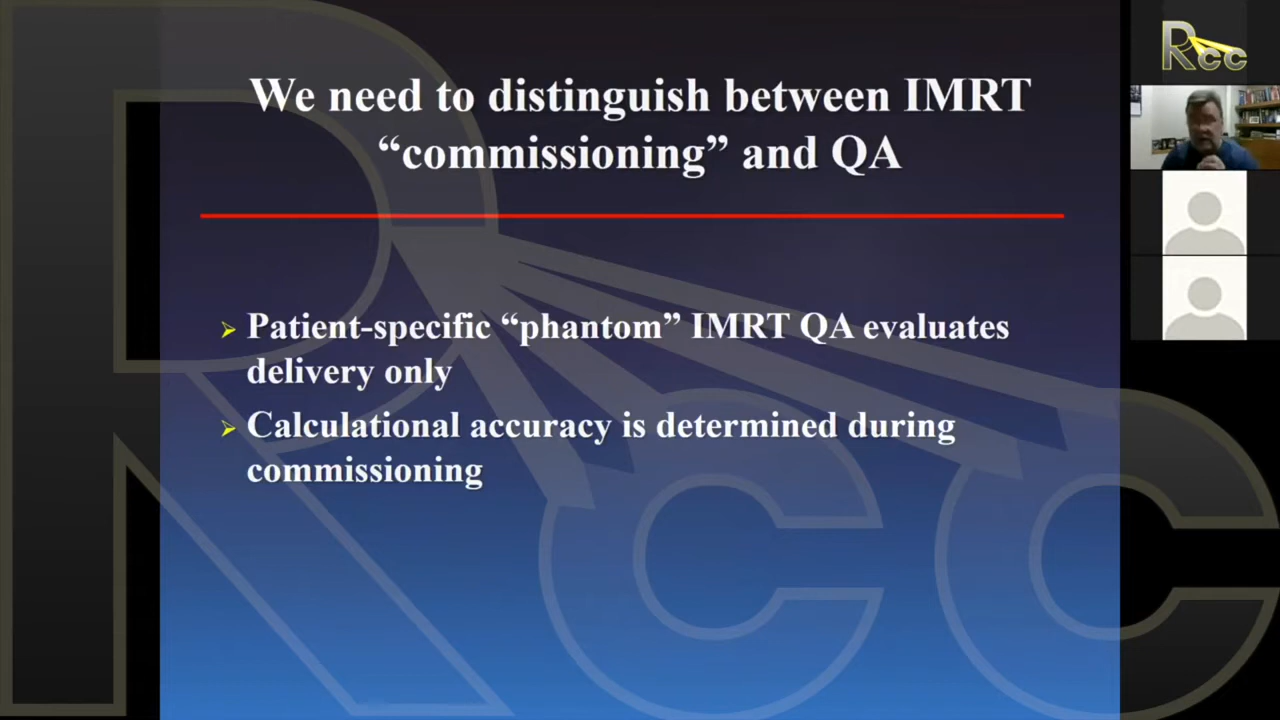 We need to distinguish between IMRT
“commissioning” and QA
Patient-specific “phantom” IMRT QA evaluates
delivery only
Calculational accuracy is determined during
commissioning
Rcc